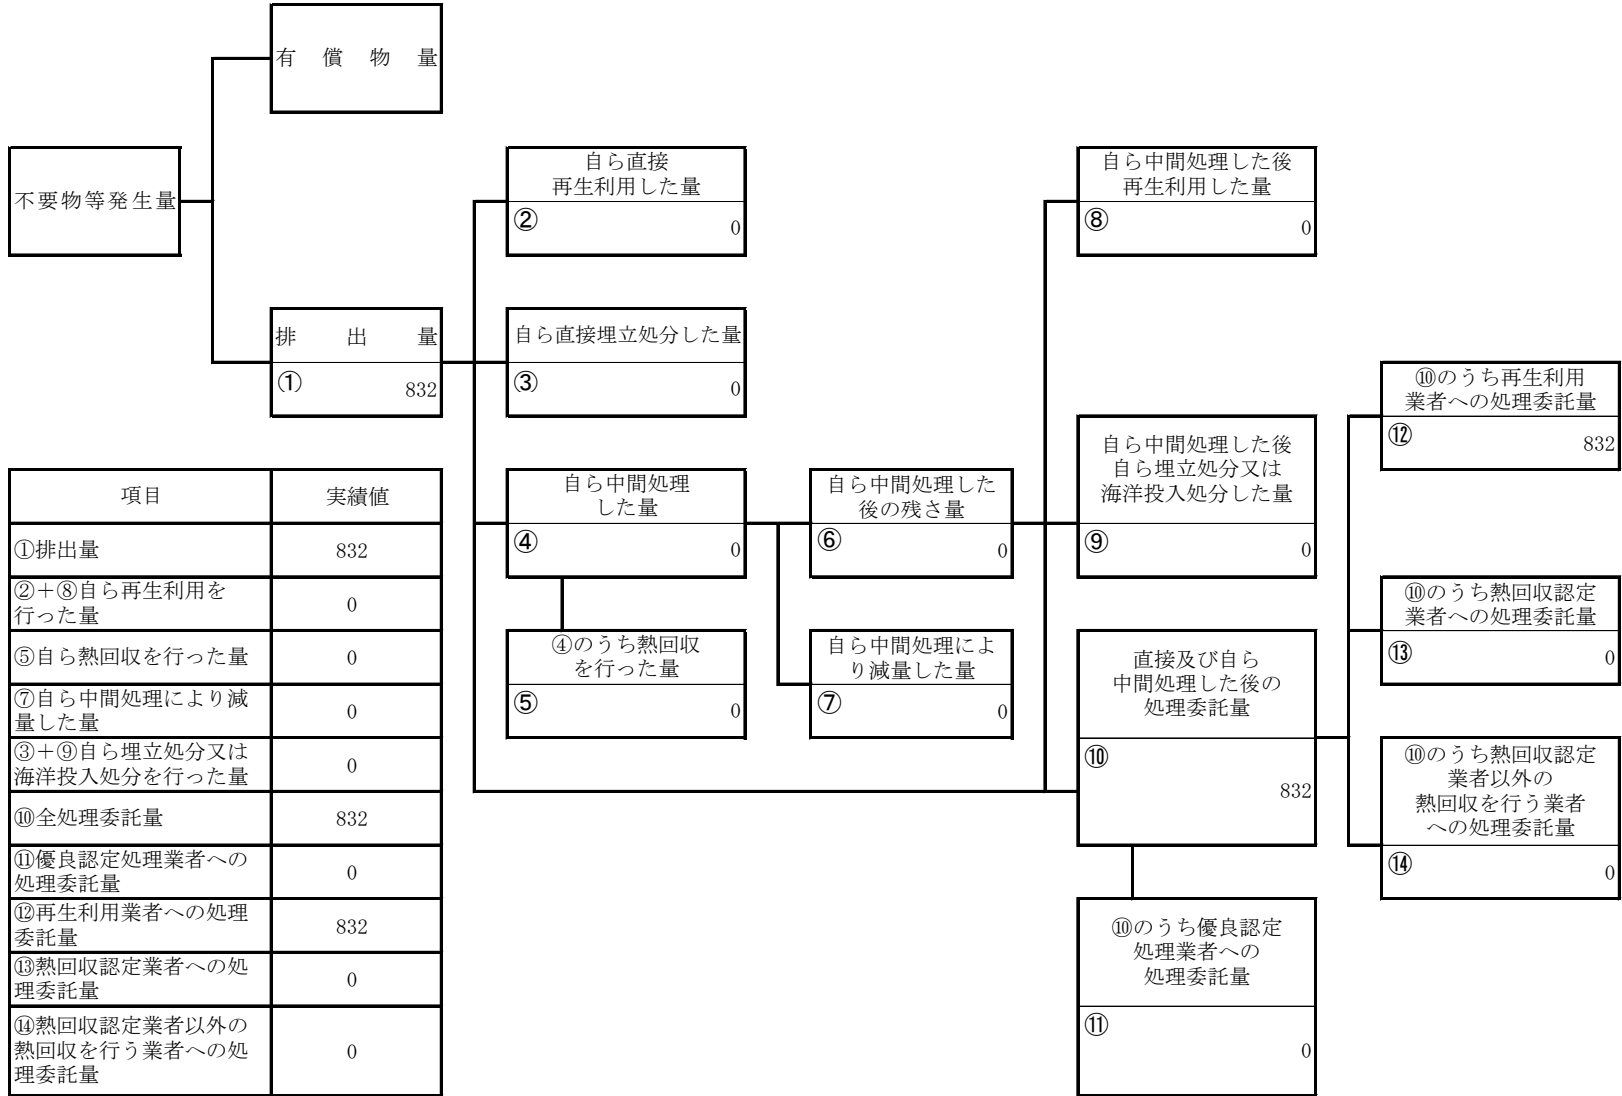 有償物量
不要物等発生量
排出量
①
832
自ら直接
再生利用した量
②
0
自ら直接埋立処分した量
③
0
自ら中間処理
した量
④
0
④のうち熱回収
を行った量
⑤
0
自ら中間処理した
後の残さ量
⑥
0
自ら中間処理によ
り減量した量
⑦
0
自ら中間処理した後
再生利用した量
⑧
0
自ら中間処理した後
自ら埋立処分又は
海洋投入処分した量
⑨
0
直接及び自ら
中間処理した後の
処理委託量
⑩
832
⑩のうち優良認定
処理業者への
処理委託量
⑪
0
⑩のうち再生利用
業者への処理委託量
⑫
832
⑩のうち熱回収認定
業者への処理委託量
⑬
0
⑩のうち熱回収認定
業者以外の
熱回収を行う業者
への処理委託量
⑭
0
項目 実績値
①排出量 832
②+⑧自ら再生利用を
行った量 0
⑤自ら熱回収を行った量 0
⑦自ら中間処理により減
量した量 0
③+⑨自ら埋立処分又は
海洋投入処分を行った量 0
⑩全処理委託量 832
⑪優良認定処理業者への
処理委託量 0
⑫再生利用業者への処理
委託量 832
⑬熱回収認定業者への処
理委託量 0
⑭熱回収認定業者以外の
熱回収を行う業者への処
理委託量 0